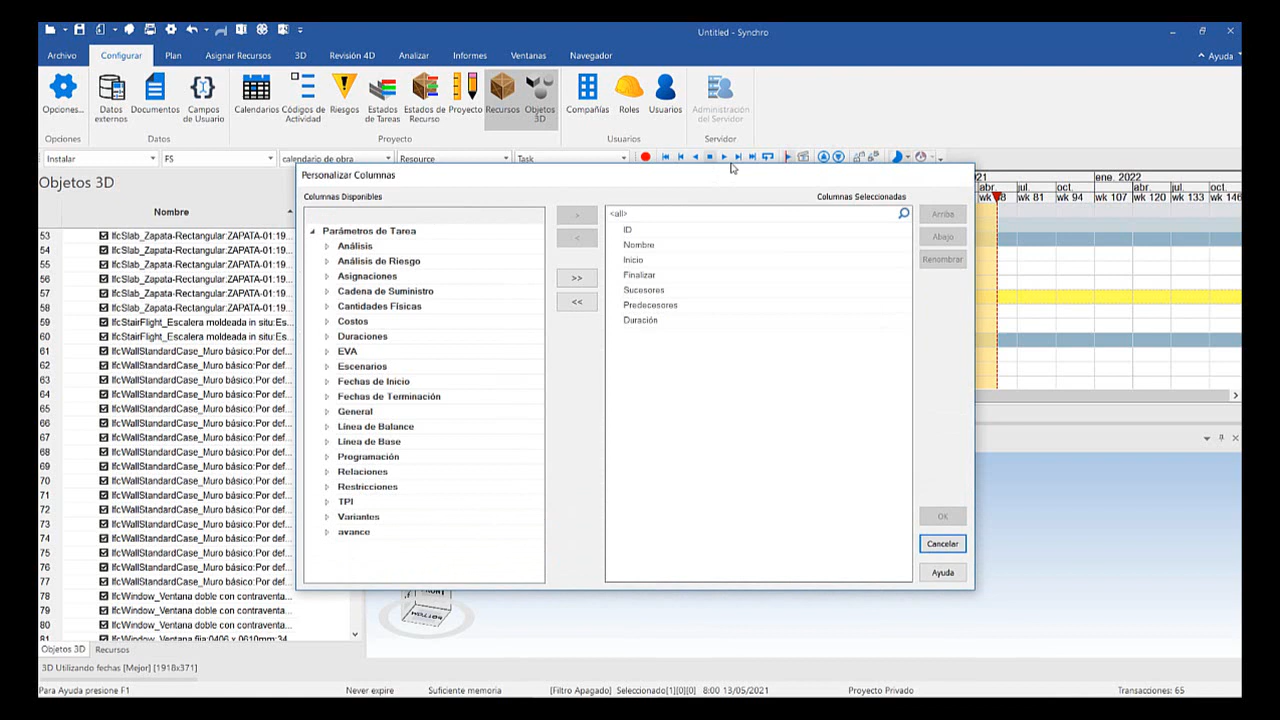 Untitled - Synchro
Archivo Configurar Plan Asignar Recursos 3D Revisión 4D Analizar Informes Ventanas Navegador Ayuda
Opciones... Datos externos Documentos Campos de Usuario Calendarios Códigos de Actividad Riesgos Estados de Tareas Estados de Recurso Proyecto Recursos Objetos 3D Compañías Roles Usuarios Administración del Servidor
Opciones Datos Proyecto Usuarios Servidor
Instalar FS calendario de obra Resource Task
Objetos 3D
Nombre
53 IfcSlab_Zapata-Rectangular:ZAPATA-01:19...
54 IfcSlab_Zapata-Rectangular:ZAPATA-01:19...
55 IfcSlab_Zapata-Rectangular:ZAPATA-01:19...
56 IfcSlab_Zapata-Rectangular:ZAPATA-01:19...
57 IfcSlab_Zapata-Rectangular:ZAPATA-01:19...
58 IfcSlab_Zapata-Rectangular:ZAPATA-01:19...
59 IfcStairFlight_Escalera moldeada in situ:Es...
60 IfcStairFlight_Escalera moldeada in situ:Es...
61 IfcWallStandardCase_Muro básico:Por def...
62 IfcWallStandardCase_Muro básico:Por def...
63 IfcWallStandardCase_Muro básico:Por def...
64 IfcWallStandardCase_Muro básico:Por def...
65 IfcWallStandardCase_Muro básico:Por def...
66 IfcWallStandardCase_Muro básico:Por def...
67 IfcWallStandardCase_Muro básico:Por def...
68 IfcWallStandardCase_Muro básico:Por def...
69 IfcWallStandardCase_Muro básico:Por def...
70 IfcWallStandardCase_Muro básico:Por def...
71 IfcWallStandardCase_Muro básico:Por def...
72 IfcWallStandardCase_Muro básico:Por def...
73 IfcWallStandardCase_Muro básico:Por def...
74 IfcWallStandardCase_Muro básico:Por def...
75 IfcWallStandardCase_Muro básico:Por def...
76 IfcWallStandardCase_Muro básico:Por def...
77 IfcWallStandardCase_Muro básico:Por def...
78 IfcWindow_Ventana doble con contraventa...
79 IfcWindow_Ventana doble con contraventa...
80 IfcWindow_Ventana doble con contraventa...
81 IfcWindow_Ventana fija:0406 x 0610mm:34
Objetos 3D Recursos
Personalizar Columnas
Columnas Disponibles
Parámetros de Tarea
Análisis
Análisis de Riesgo
Asignaciones
Cadena de Suministro
Cantidades Físicas
Costos
Duraciones
EVA
Escenarios
Fechas de Inicio
Fechas de Terminación
General
Línea de Balance
Línea de Base
Programación
Relaciones
Restricciones
TPI
Variantes
avance
>
<
>>
<<
Columnas Seleccionadas
<all>
ID
Nombre
Inicio
Finalizar
Sucesores
Predecesores
Duración
Arriba
Abajo
Renombrar
OK
Cancelar
Ayuda
ene. 2022
abr. jul. oct. ene. abr. jul. oct.
wk 81 wk 94 wk 107 wk 120 wk 133 wk 146
BOTTOM
3D Utilizando fechas [Mejor] [1918x371]
Para Ayuda presione F1 Never expire Suficiente memoria [Filtro Apagado] Seleccionado[1][0][0] 8:00 13/05/2021 Proyecto Privado Transacciones: 65